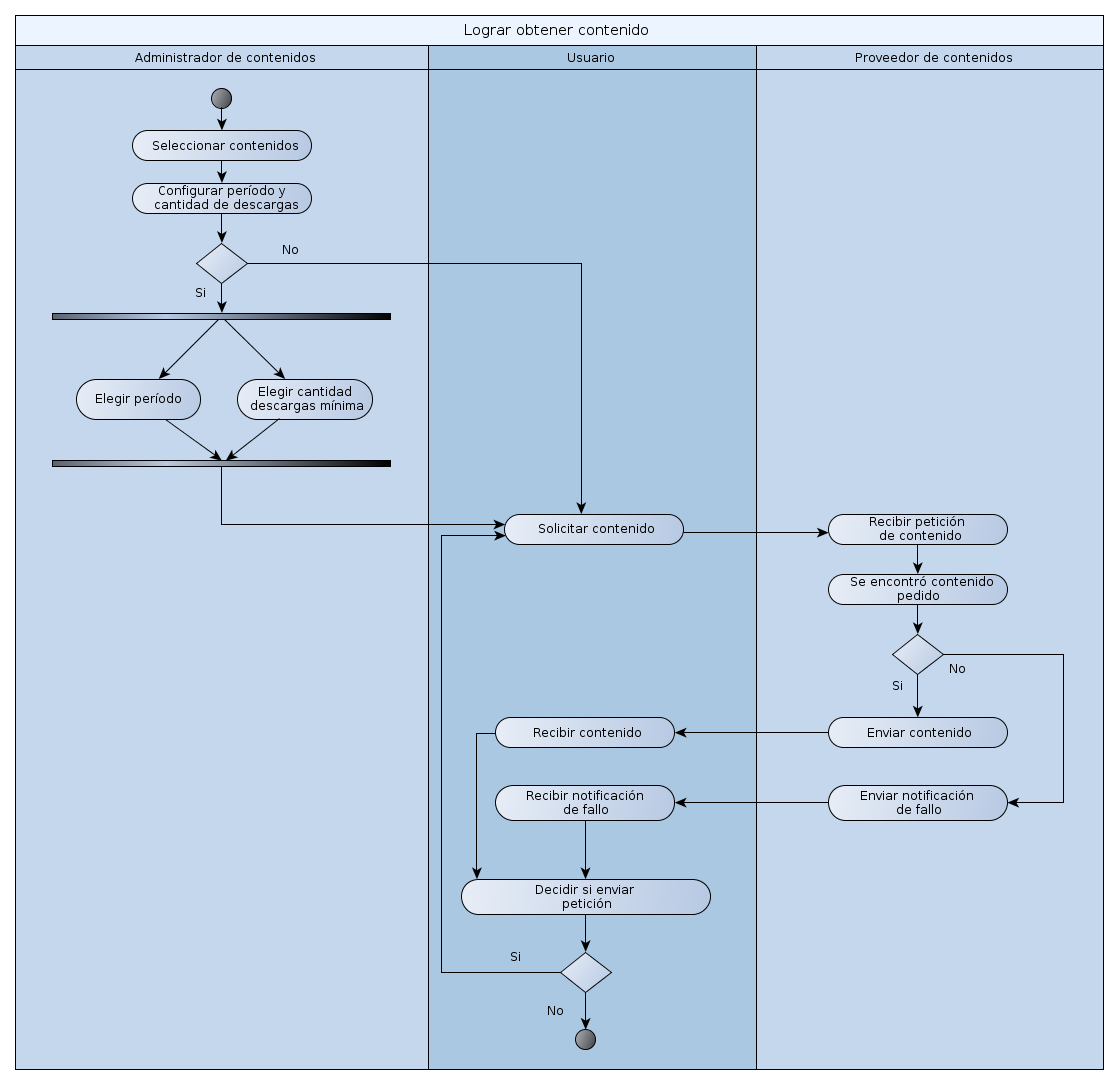 Lograr obtener contenido
Administrador de contenidos
Usuario
Proveedor de contenidos
Seleccionar contenidos
Configurar período y
cantidad de descargas
No
Si
Elegir período
Elegir cantidad
descargas mínima
Solicitar contenido
Recibir petición
de contenido
Se encontró contenido
pedido
No
Si
Recibir contenido
Enviar contenido
Recibir notificación
de fallo
Enviar notificación
de fallo
Decidir si enviar
petición
Si
No